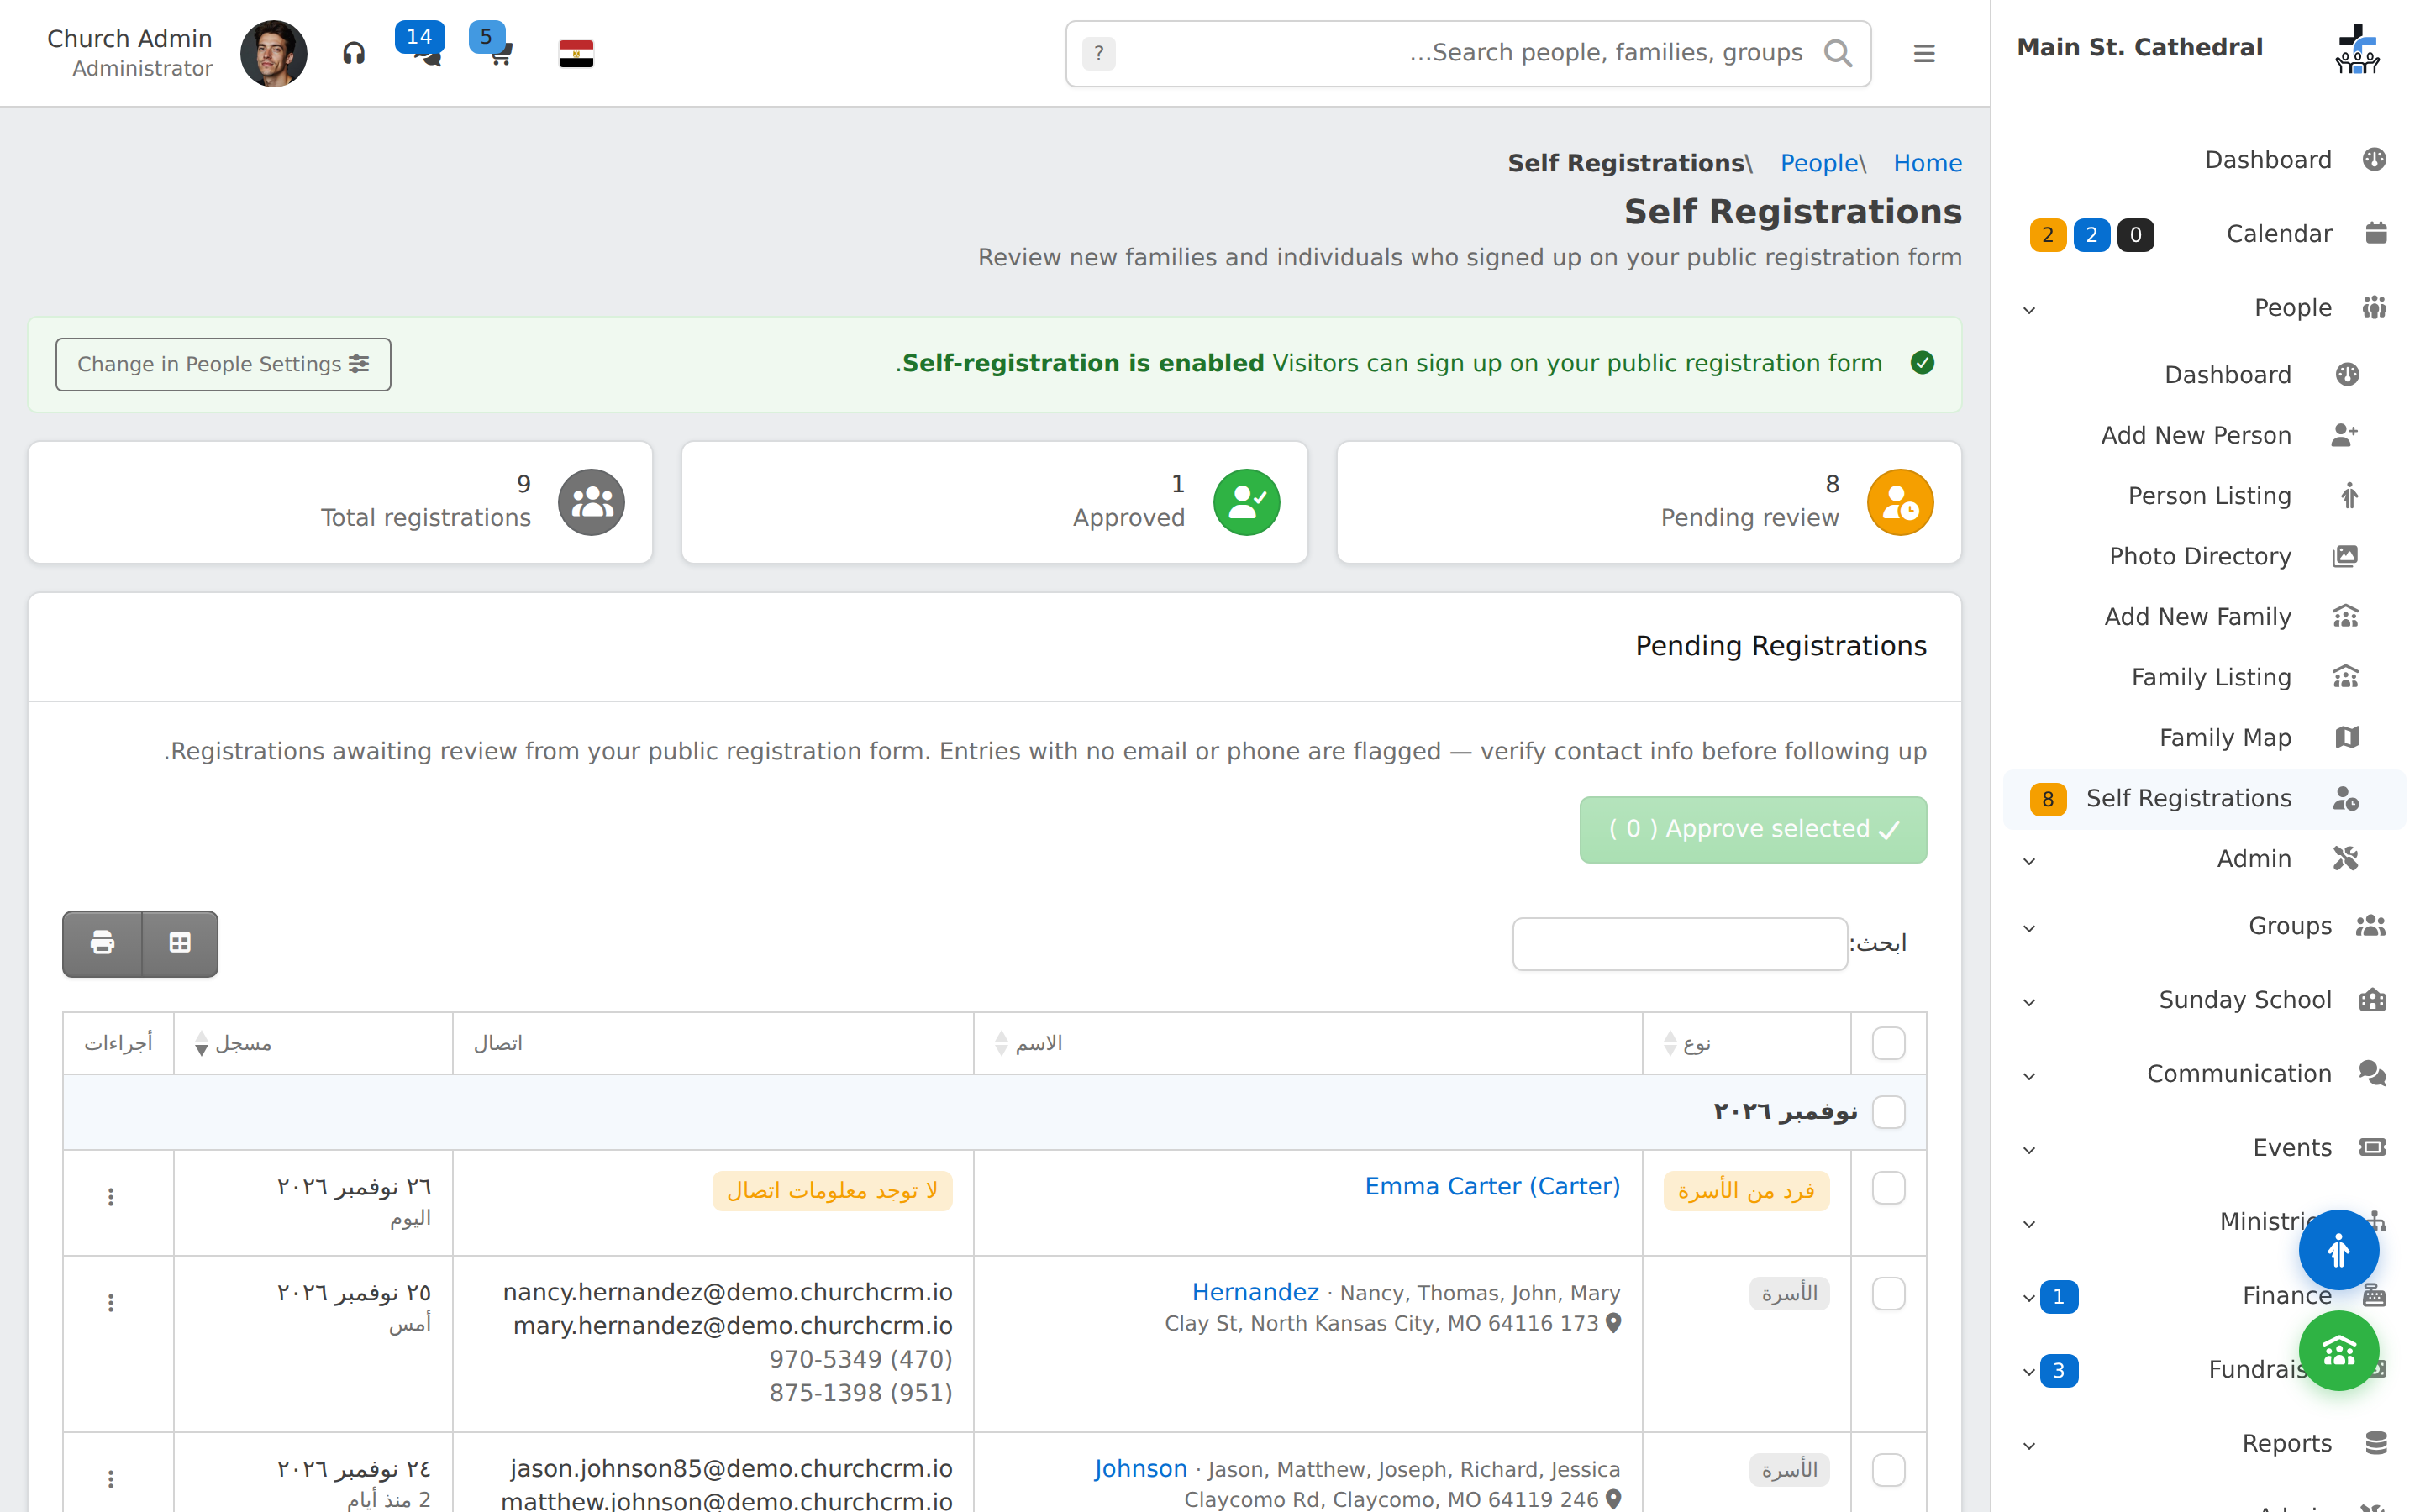 Main St. Cathedral
Dashboard
Calendar 0 2 2
People
Dashboard
Add New Person
Person Listing
Photo Directory
Add New Family
Family Listing
Family Map
Self Registrations 8
Admin
Groups
Sunday School
Communication
Events
Ministri
Finance 1
Fundrais 3
Reports
Search people, families, groups...
?
5
14
Church Admin
Administrator
Home \ People \ Self Registrations
Self Registrations
Review new families and individuals who signed up on your public registration form
Self-registration is enabled Visitors can sign up on your public registration form.
Change in People Settings
8
Pending review
1
Approved
9
Total registrations
Pending Registrations
Registrations awaiting review from your public registration form. Entries with no email or phone are flagged — verify contact info before following up.
Approve selected ( 0 )
ابحث:
نوع الاسم اتصال مسجل أجراءات
نوفمبر ٢٠٢٦
فرد من الأسرة
Emma Carter (Carter)
لا توجد معلومات اتصال
٢٦ نوفمبر ٢٠٢٦
اليوم
الأسرة
Hernandez · Nancy, Thomas, John, Mary
173 Clay St, North Kansas City, MO 64116
nancy.hernandez@demo.churchcrm.io
mary.hernandez@demo.churchcrm.io
(470) 970-5349
(951) 875-1398
٢٥ نوفمبر ٢٠٢٦
أمس
الأسرة
Johnson · Jason, Matthew, Joseph, Richard, Jessica
246 Claycomo Rd, Claycomo, MO 64119
jason.johnson85@demo.churchcrm.io
matthew.johnson@demo.churchcrm.io
٢٤ نوفمبر ٢٠٢٦
2 منذ أيام